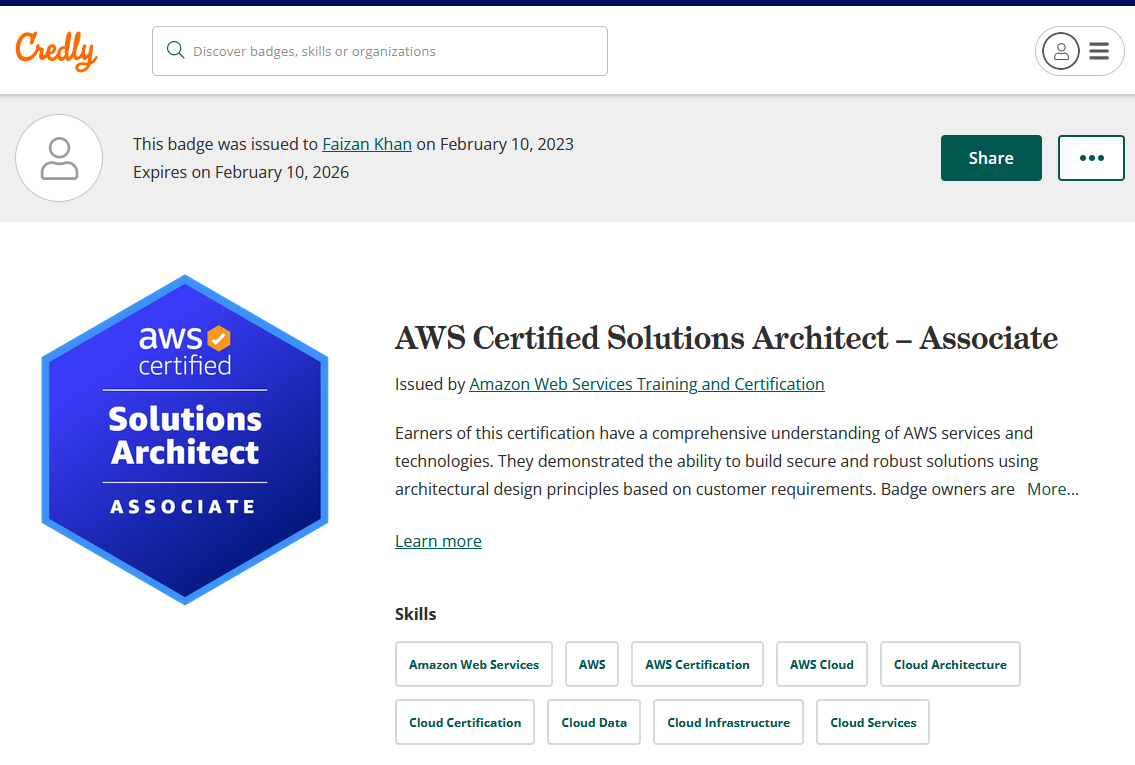 Credly
Discover badges, skills or organizations
This badge was issued to Faizan Khan on February 10, 2023
Expires on February 10, 2026
Share
aws
certified
Solutions
Architect
ASSOCIATE
AWS Certified Solutions Architect – Associate
Issued by Amazon Web Services Training and Certification
Earners of this certification have a comprehensive understanding of AWS services and
technologies. They demonstrated the ability to build secure and robust solutions using
architectural design principles based on customer requirements. Badge owners are More...
Learn more
Skills
Amazon Web Services AWS AWS Certification AWS Cloud Cloud Architecture
Cloud Certification Cloud Data Cloud Infrastructure Cloud Services